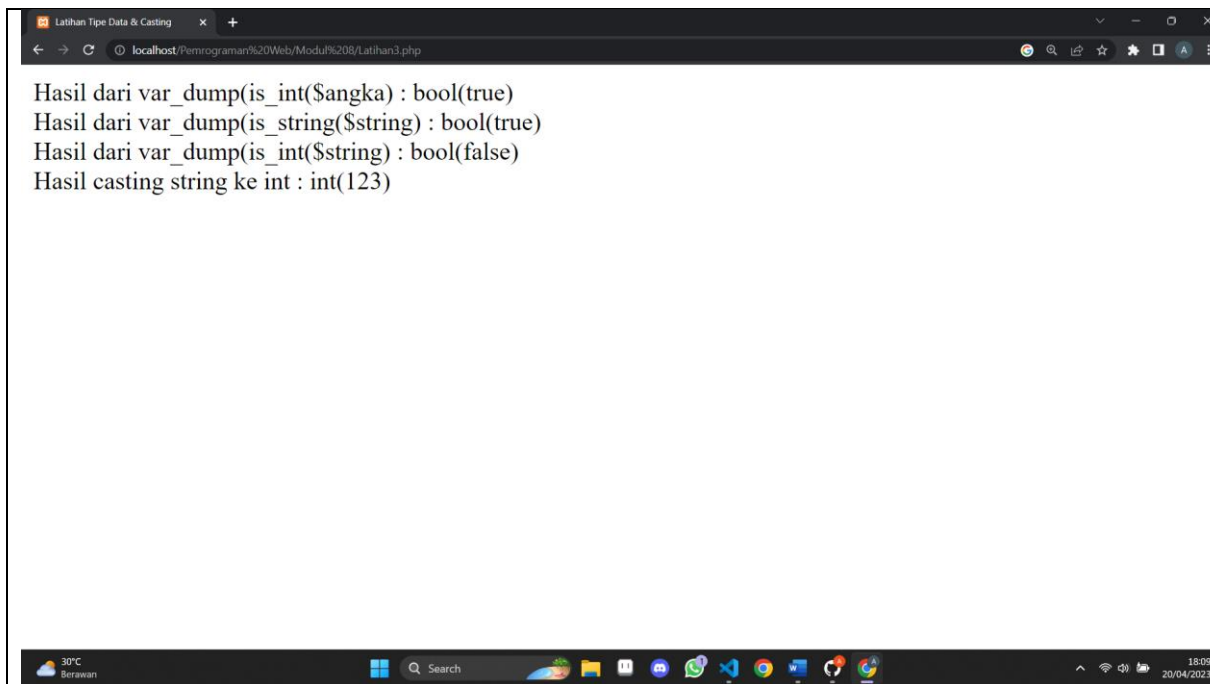 Latihan Tipe Data & Casting
localhost/Pemrograman%20Web/Modul%208/Latihan3.php
A
Hasil dari var_dump(is_int($angka) : bool(true)
Hasil dari var_dump(is_string($string) : bool(true)
Hasil dari var_dump(is_int($string) : bool(false)
Hasil casting string ke int : int(123)
30°C
Berawan
Search
18:09
20/04/2023